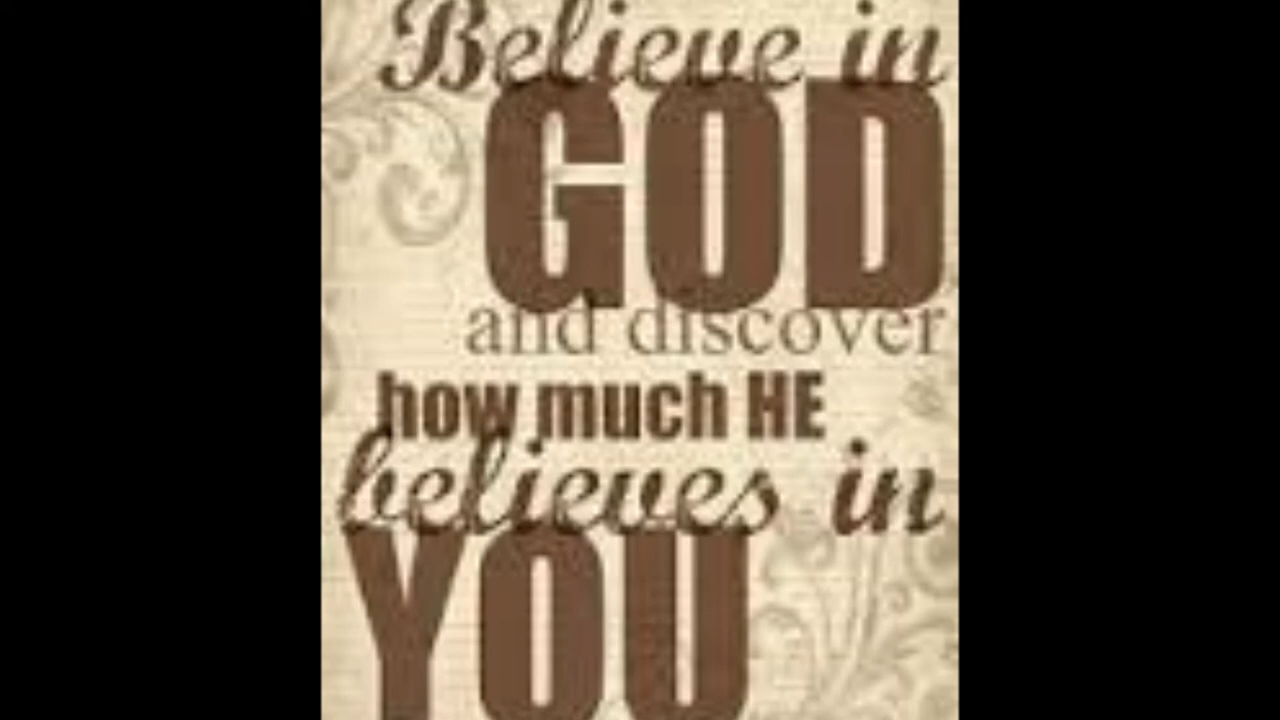 Believe in
GOD
and discover
how much HE
believes in
YOU